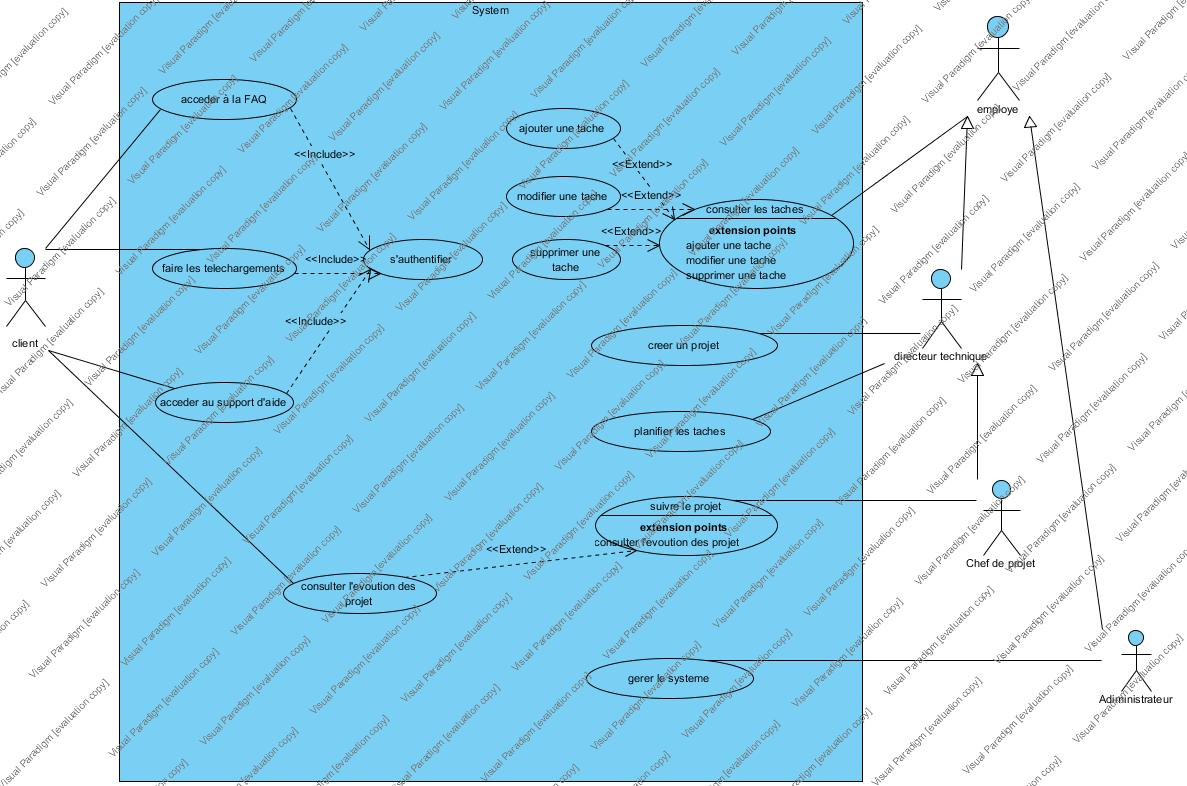 System
acceder à la FAQ
<<Include>>
ajouter une tache
<<Extend>>
modifier une tache
<<Extend>>
consulter les taches
extension points
ajouter une tache
modifier une tache
supprimer une tache
<<Extend>>
supprimer une
tache
s'authentifier
<<Include>>
faire les telechargements
<<Include>>
client
acceder au support d'aide
creer un projet
planifier les taches
suivre le projet
extension points
consulter l'evoution des projet
<<Extend>>
consulter l'evoution des
projet
gerer le systeme
employe
directeur technique
Chef de projet
Adiministrateur
Visual Paradigm [evaluation copy]